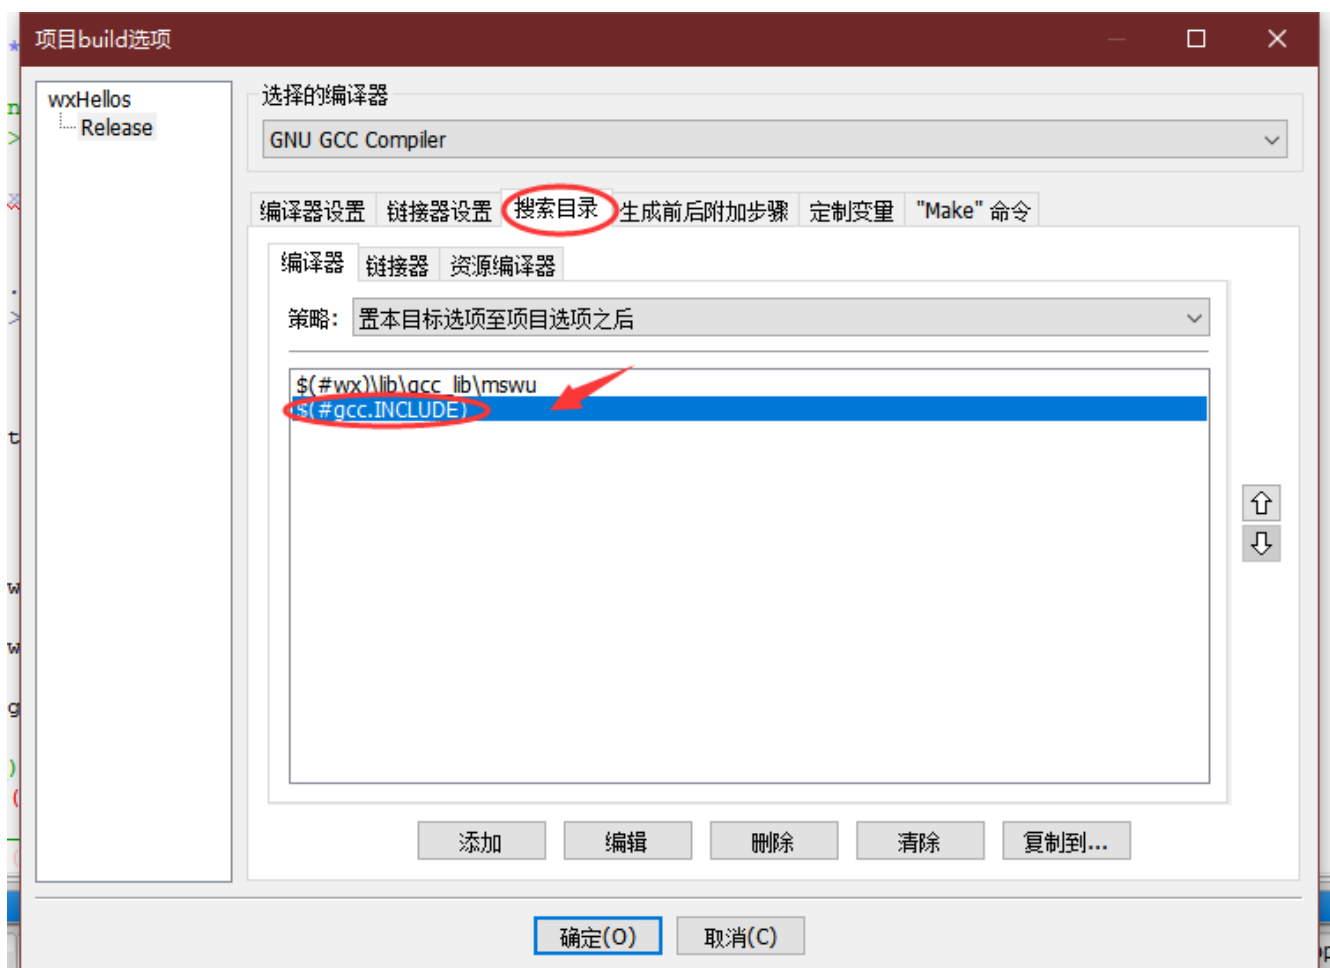 项目build选项
wxHellos
Release
选择的编译器
GNU GCC Compiler
编译器设置 链接器设置 搜索目录 生成前后附加步骤 定制变量 "Make" 命令
编译器 链接器 资源编译器
策略: 置本目标选项至项目选项之后
$(#wx)\lib\gcc_lib\mswu
$(#gcc.INCLUDE)
添加 编辑 删除 清除 复制到...
确定(O) 取消(C)